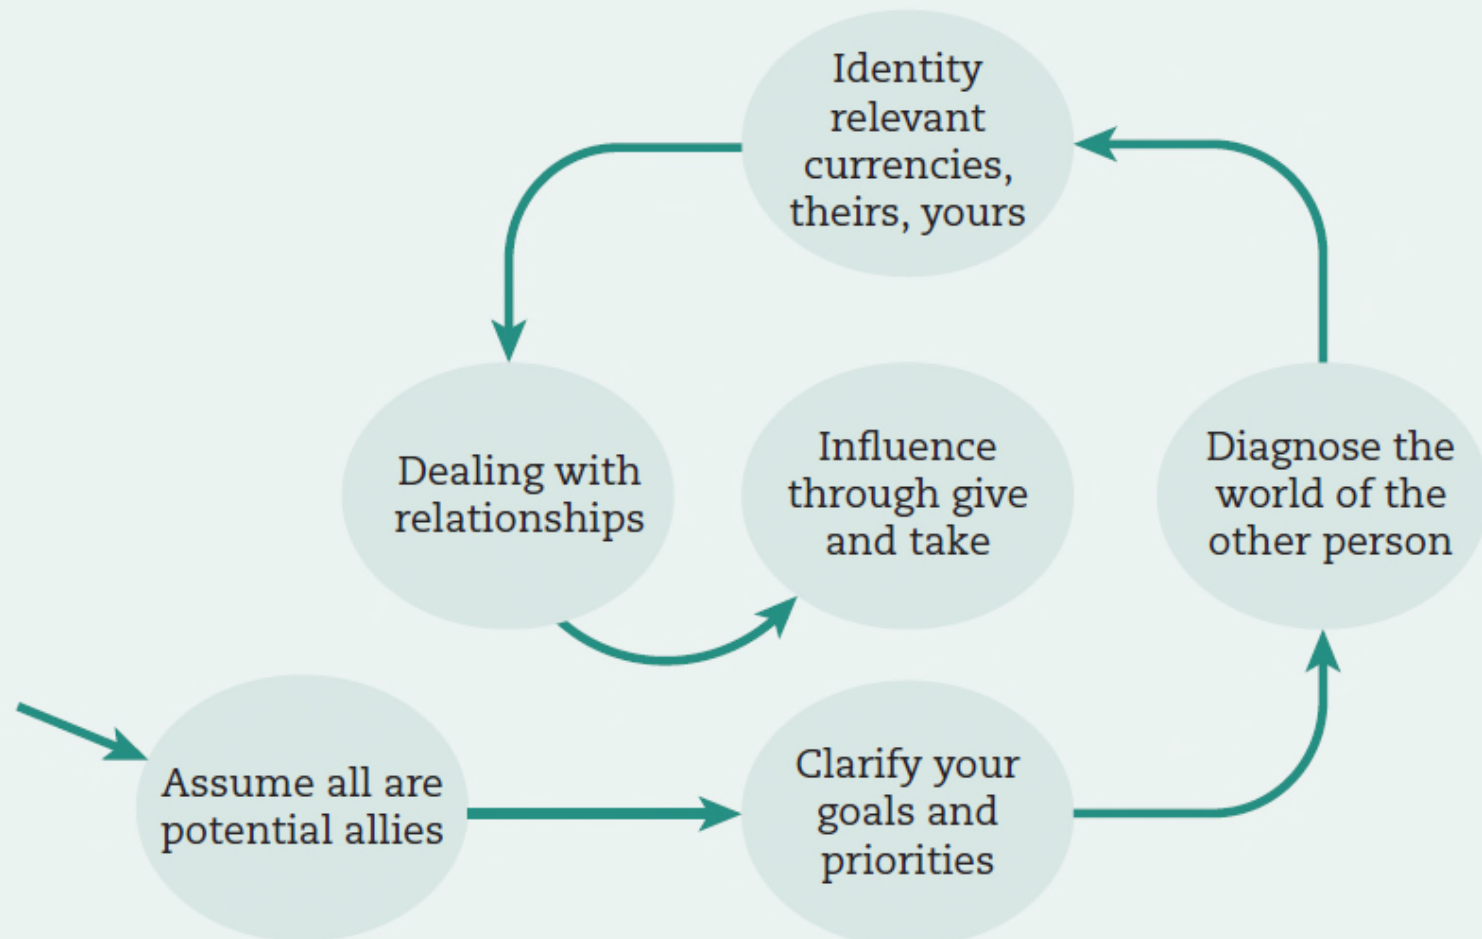 Identity
relevant
currencies,
theirs, yours
Dealing with
relationships
Influence
through give
and take
Diagnose the
world of the
other person
Assume all are
potential allies
Clarify your
goals and
priorities